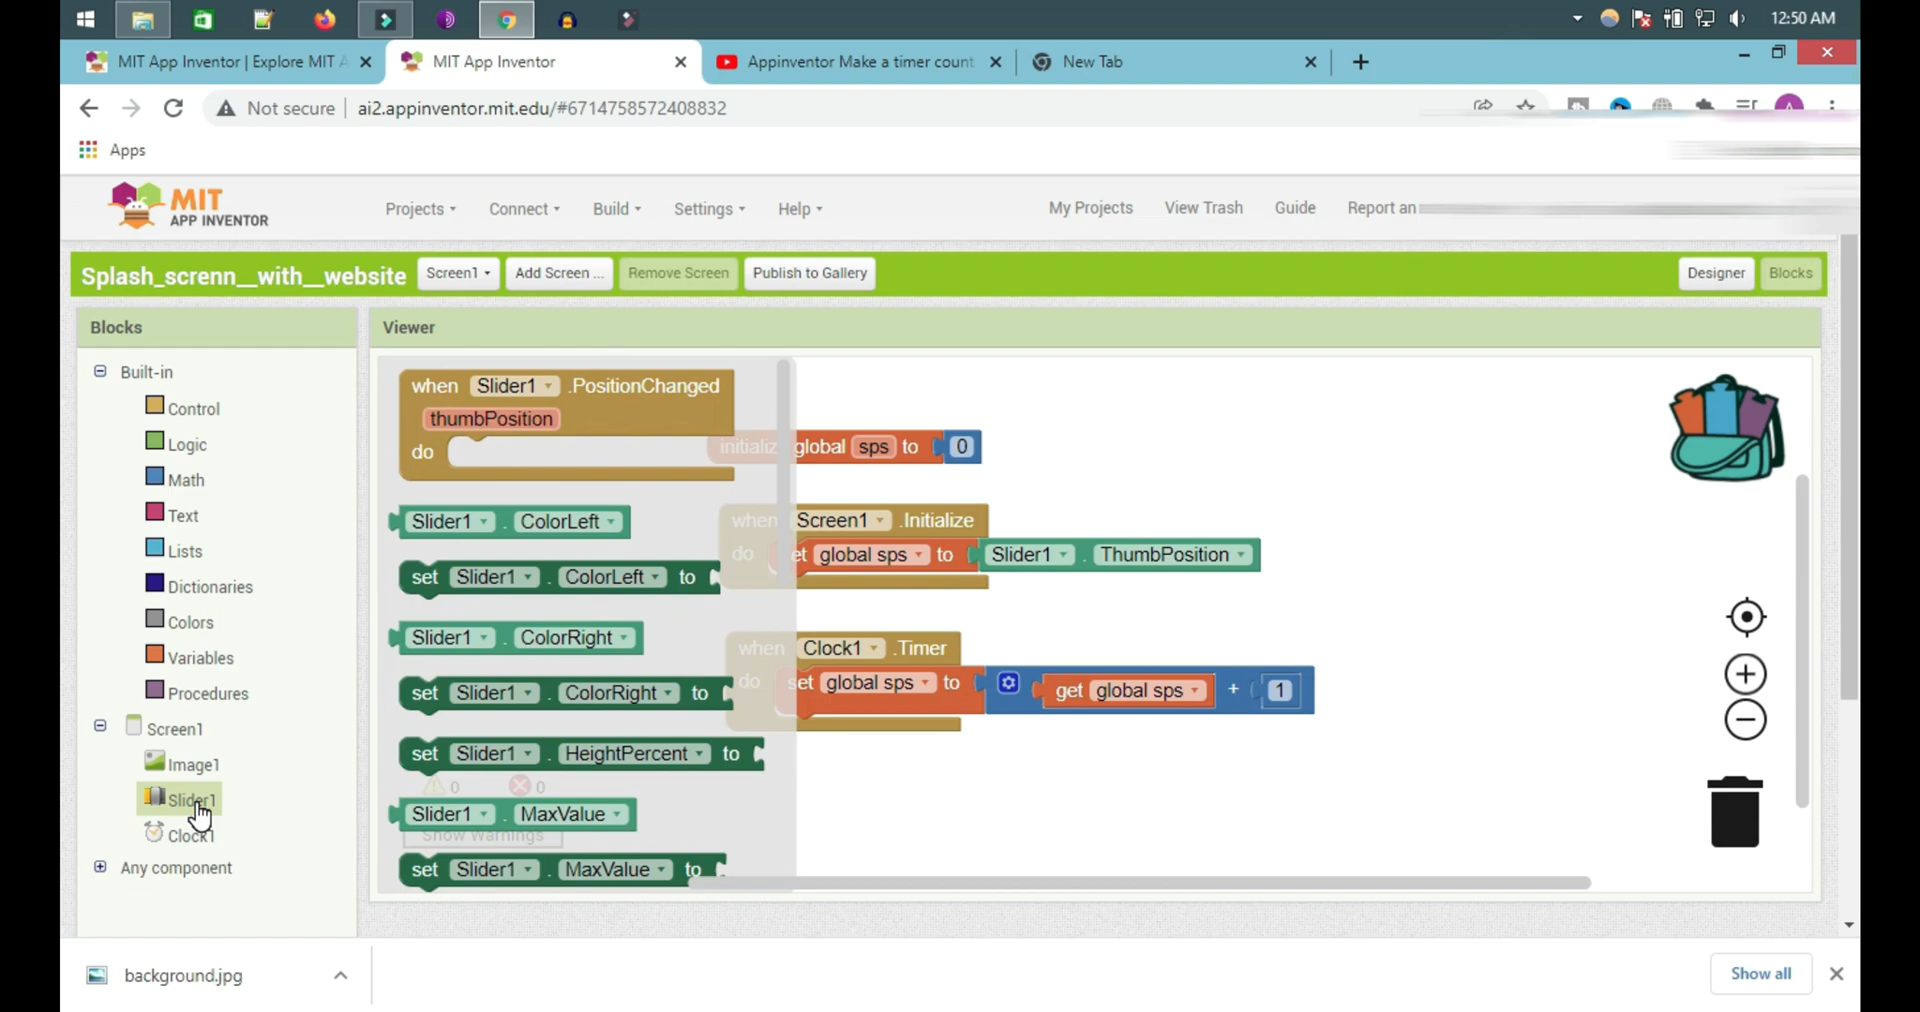 12:50 AM
MIT App Inventor | Explore MIT A
MIT App Inventor
Appinventor Make a timer count
New Tab
Not secure
ai2.appinventor.mit.edu/#6714758572408832
A
Apps
MIT
APP INVENTOR
Projects
Connect
Build
Settings
Help
My Projects
View Trash
Guide
Report an
Splash_screnn__with__website
Screen1
Add Screen ...
Remove Screen
Publish to Gallery
Designer
Blocks
Blocks
Viewer
Built-in
Control
Logic
Math
Text
Lists
Dictionaries
Colors
Variables
Procedures
Screen1
Image1
Slider1
Clock1
Any component
when Slider1 .PositionChanged
thumbPosition
do
Slider1 . ColorLeft
set Slider1 . ColorLeft to
Slider1 . ColorRight
set Slider1 . ColorRight to
set Slider1 . HeightPercent to
0 0
Slider1 . MaxValue
Show Warnings
set Slider1 . MaxValue to
initialize global sps to 0
when Screen1 .Initialize
do set global sps to Slider1 . ThumbPosition
when Clock1 .Timer
do set global sps to get global sps + 1
background.jpg
Show all